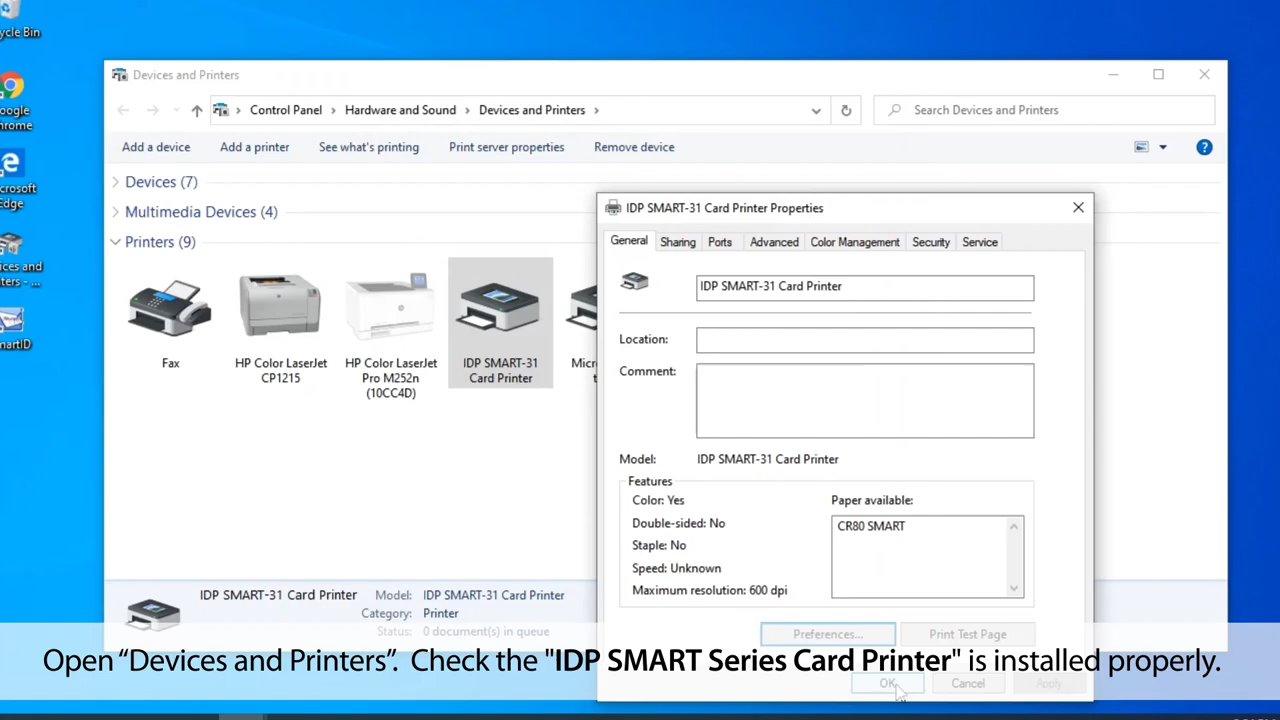 ycle Bin
oogle
hrome
crosoft
Edge
ices and
ters - ...
martID
Devices and Printers
Control Panel > Hardware and Sound > Devices and Printers >
Search Devices and Printers
Add a device
Add a printer
See what's printing
Print server properties
Remove device
?
Devices (7)
Multimedia Devices (4)
Printers (9)
Fax
HP Color LaserJet
CP1215
HP Color LaserJet
Pro M252n
(10CC4D)
IDP SMART-31
Card Printer
Micr
t
IDP SMART-31 Card Printer Properties
General
Sharing
Ports
Advanced
Color Management
Security
Service
IDP SMART-31 Card Printer
Location:
Comment:
Model: IDP SMART-31 Card Printer
Features
Color: Yes
Double-sided: No
Staple: No
Speed: Unknown
Maximum resolution: 600 dpi
Paper available:
CR80 SMART
Preferences...
Print Test Page
OK
Cancel
Apply
IDP SMART-31 Card Printer
Model: IDP SMART-31 Card Printer
Category: Printer
Status: 0 document(s) in queue
Open “Devices and Printers”. Check the "IDP SMART Series Card Printer" is installed properly.